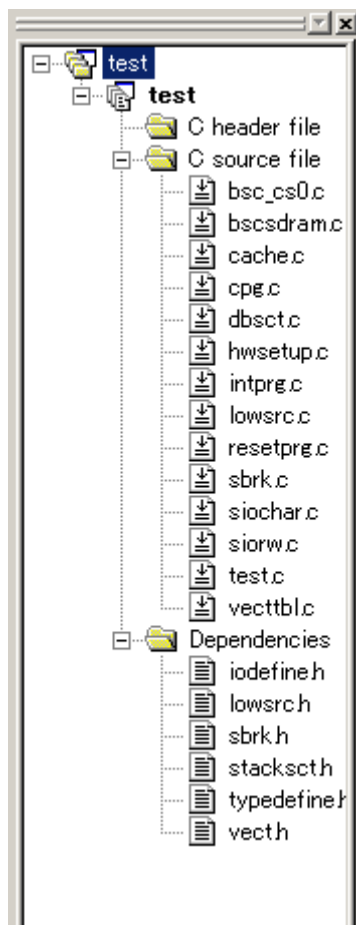 test
test
C header file
C source file
bsc_cs0.c
bscsdram.c
cache.c
cpg.c
dbsct.c
hwsetup.c
intprg.c
lowsrc.c
resetprg.c
sbrk.c
siochar.c
siorw.c
test.c
vecttbl.c
Dependencies
iodefine.h
lowsrc.h
sbrk.h
stacksct.h
typedefine.h
vect.h